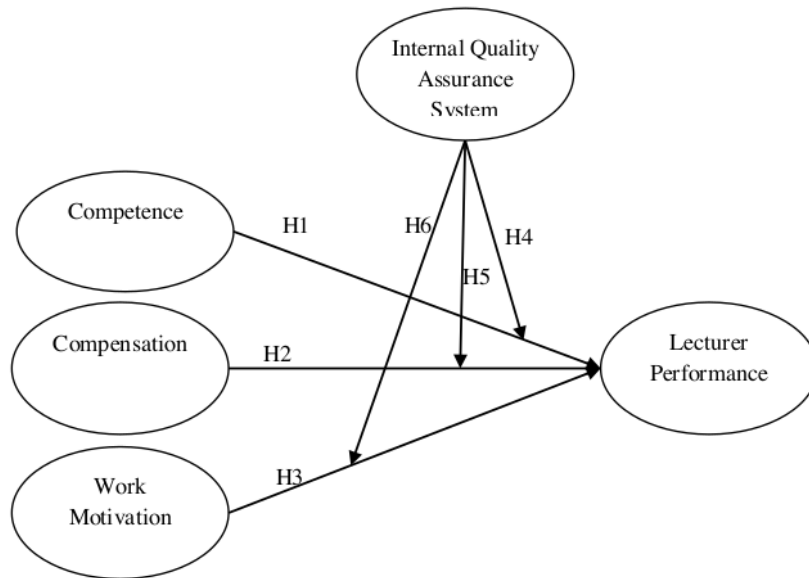 Internal Quality
Assurance
System
Competence
H1
H6
H4
H5
Compensation
H2
Lecturer
Performance
Work
Motivation
H3